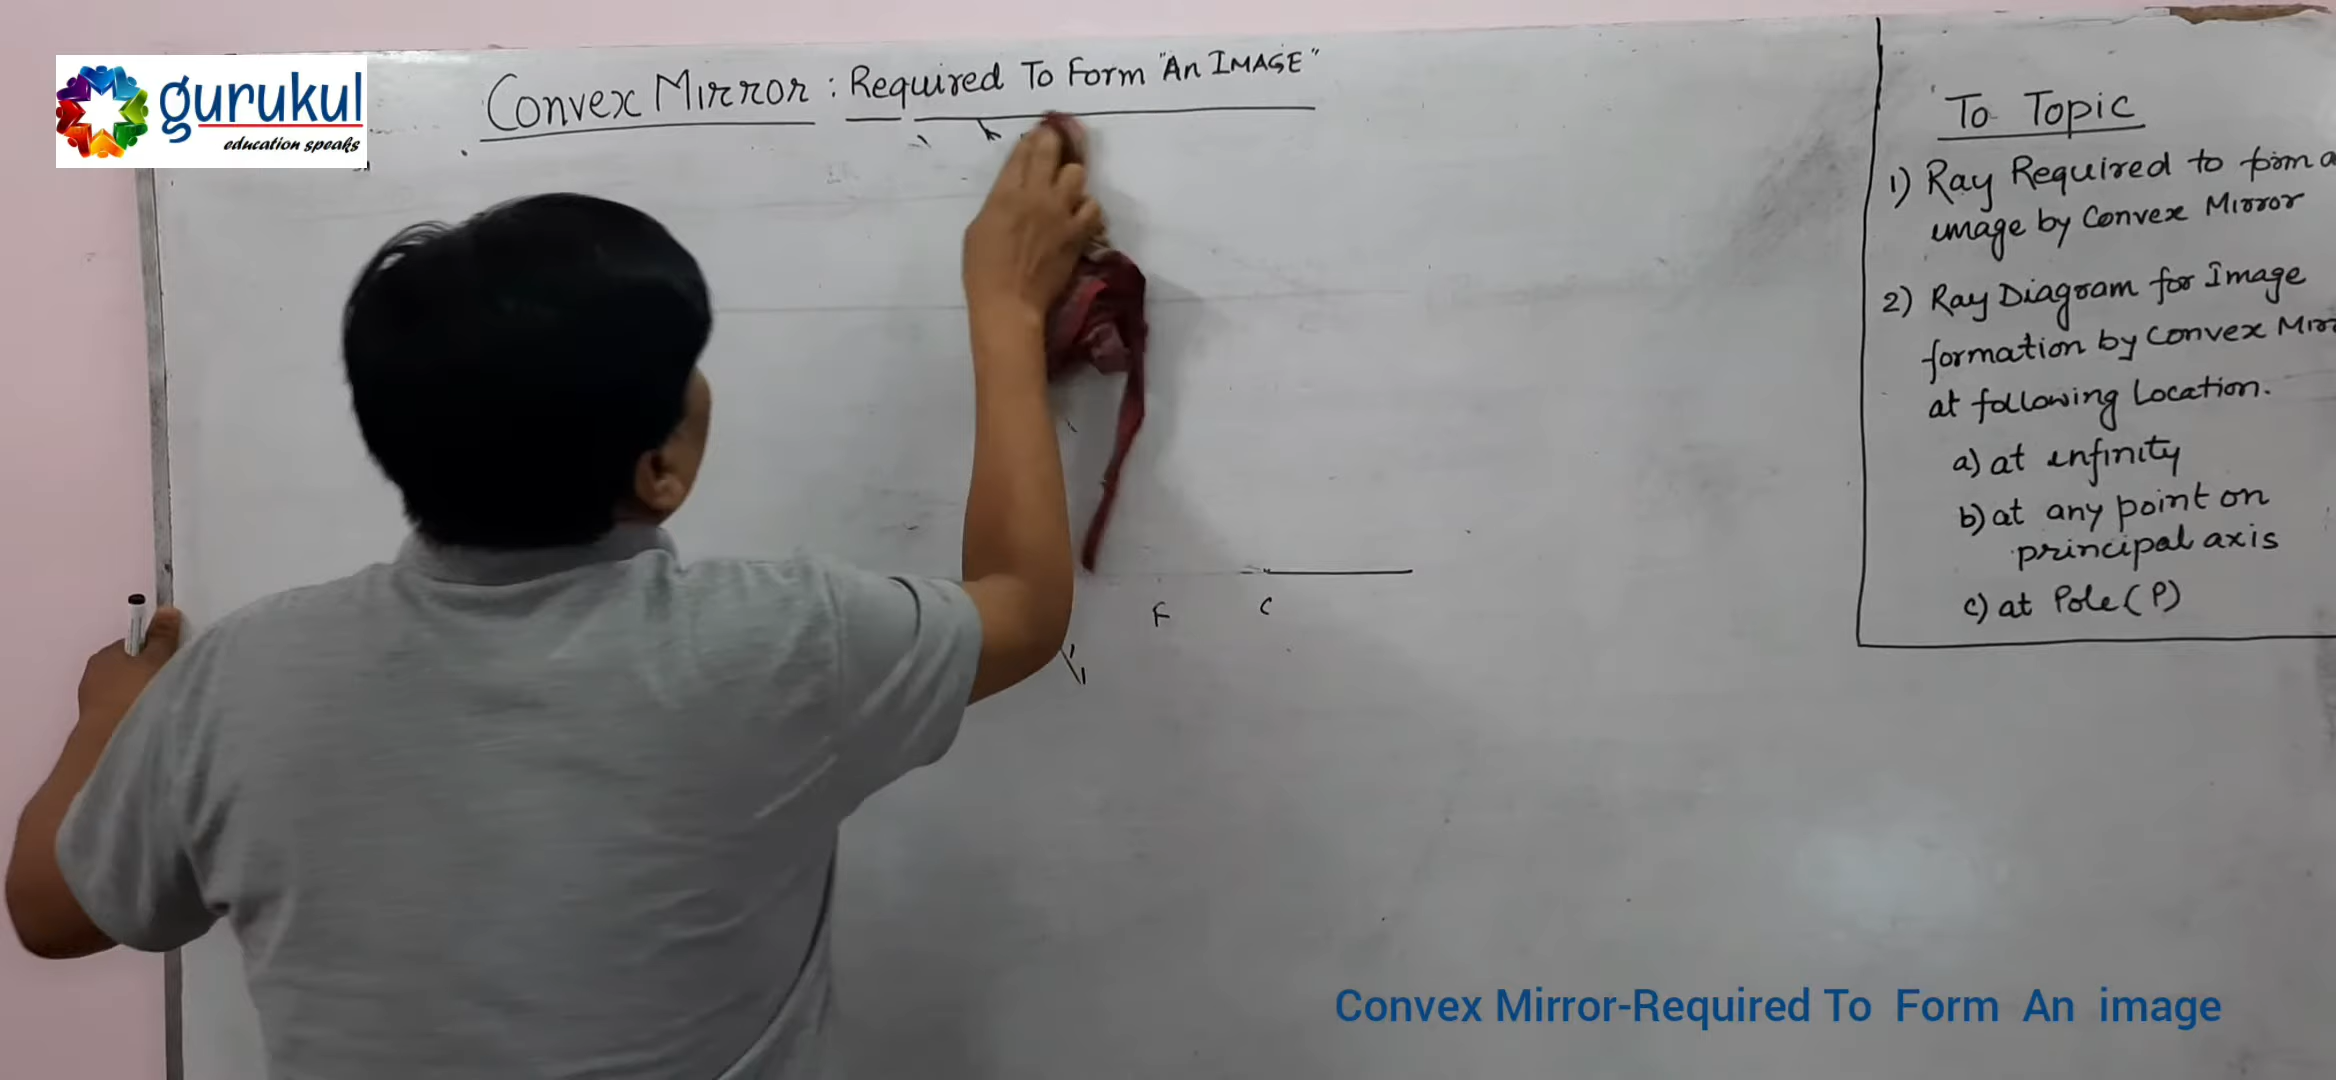 gurukul
education speaks
Convex Mirror : Required To Form "An IMAGE"
To Topic
1) Ray Required to form a
image by Convex Mirror
2) Ray Diagram for Image
formation by Convex Mirr
at following Location.
a) at infinity
b) at any point on
principal axis
c) at Pole (P)
F C
Convex Mirror-Required To Form An image